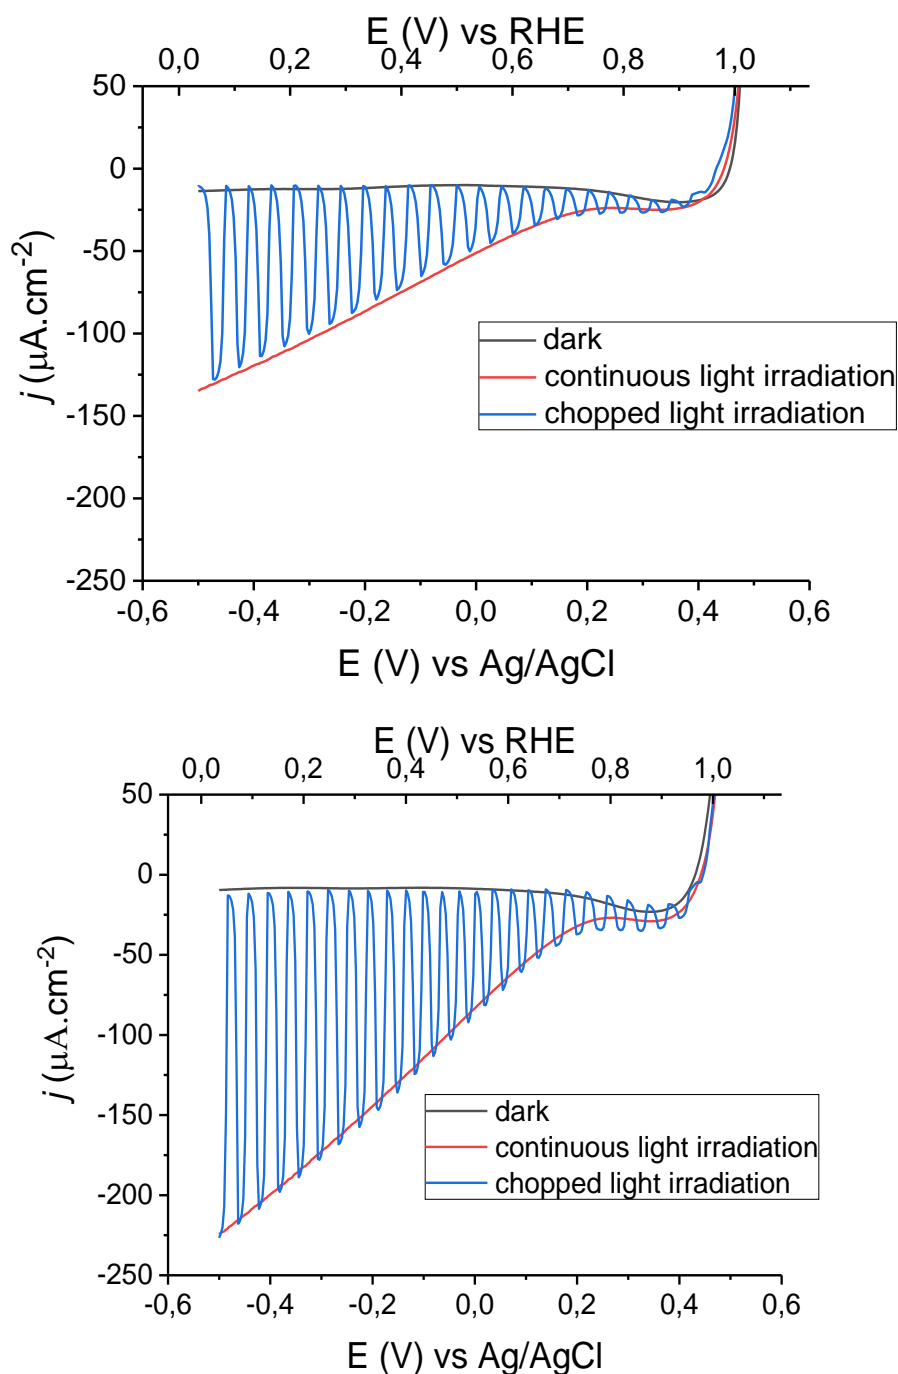 E (V) vs RHE
0,0 0,2 0,4 0,6 0,8 1,0
50
0
-50
-100
-150
-200
-250
j (μA.cm-2)
dark
continuous light irradiation
chopped light irradiation
-0,6 -0,4 -0,2 0,0 0,2 0,4 0,6
E (V) vs Ag/AgCl
E (V) vs RHE
0,0 0,2 0,4 0,6 0,8 1,0
50
0
-50
-100
-150
-200
-250
j (μA.cm-2)
dark
continuous light irradiation
chopped light irradiation
-0,6 -0,4 -0,2 0,0 0,2 0,4 0,6
E (V) vs Ag/AgCl